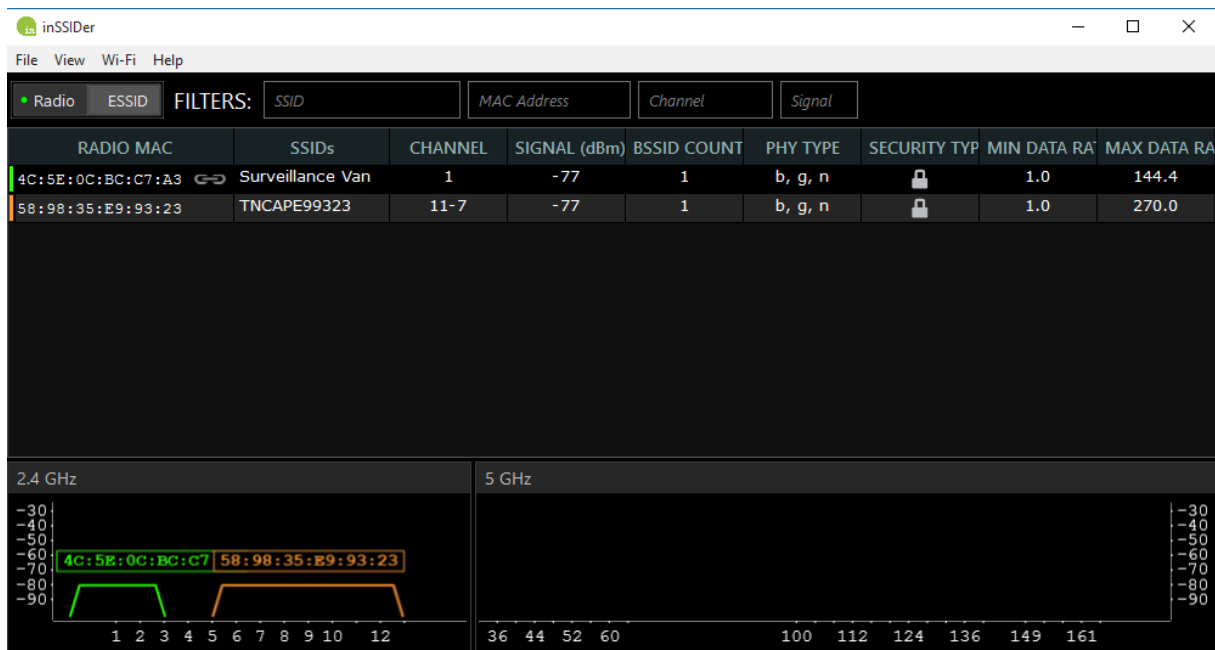 in inSSIDer
File View Wi-Fi Help
Radio ESSID FILTERS: SSID MAC Address Channel Signal
RADIO MAC SSIDs CHANNEL SIGNAL (dBm) BSSID COUNT PHY TYPE SECURITY TYP MIN DATA RAT MAX DATA RA
4C:5E:0C:BC:C7:A3 Surveillance Van 1 -77 1 b, g, n 1.0 144.4
58:98:35:E9:93:23 TNCAPE99323 11-7 -77 1 b, g, n 1.0 270.0
2.4 GHz 5 GHz
-30 -30
-40 -40
-50 -50
-60 4C:5E:0C:BC:C7 58:98:35:E9:93:23 -60
-70 -70
-80 -80
-90 -90
1 2 3 4 5 6 7 8 9 10 12 36 44 52 60 100 112 124 136 149 161